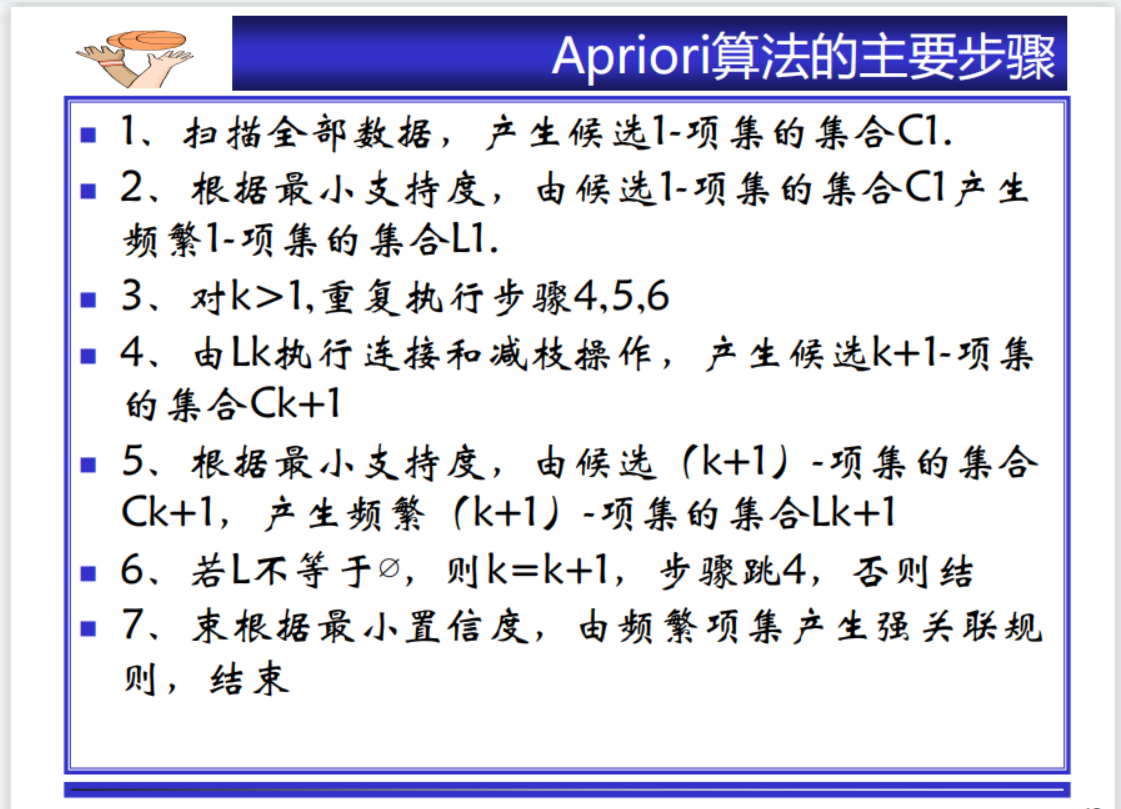 Apriori算法的主要步骤
1、扫描全部数据，产生候选1-项集的集合C1.
2、根据最小支持度，由候选1-项集的集合C1产生
频繁1-项集的集合L1.
3、对k>1,重复执行步骤4,5,6
4、由Lk执行连接和减枝操作，产生候选k+1-项集
的集合Ck+1
5、根据最小支持度，由候选（k+1）-项集的集合
Ck+1，产生频繁（k+1）-项集的集合Lk+1
6、若L不等于∅，则k=k+1，步骤跳4，否则结
7、束根据最小置信度，由频繁项集产生强关联规
则，结束